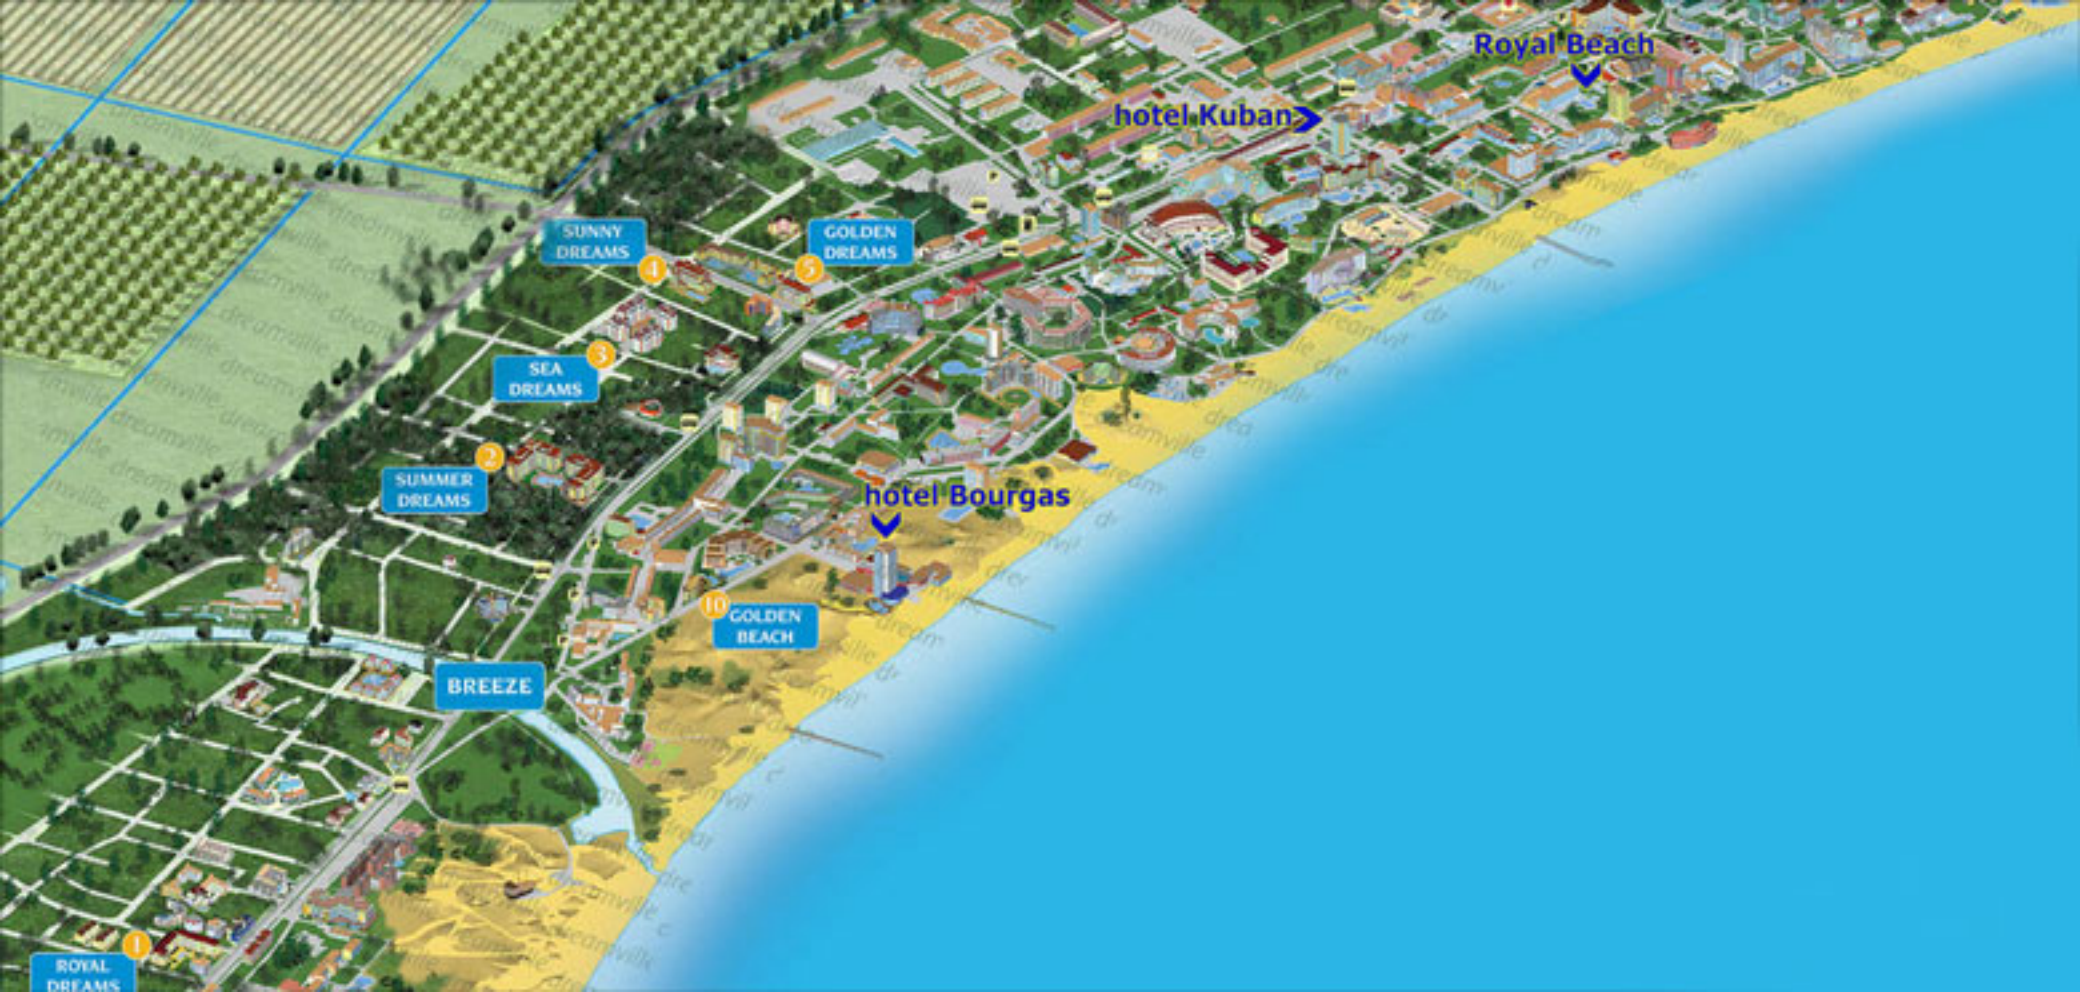 Royal Beach
hotel Kuban
SUNNY
DREAMS
4
GOLDEN
DREAMS
5
3
SEA
DREAMS
2
SUMMER
DREAMS
hotel Bourgas
10
GOLDEN
BEACH
BREEZE
1
ROYAL
DREAMS
dreamville